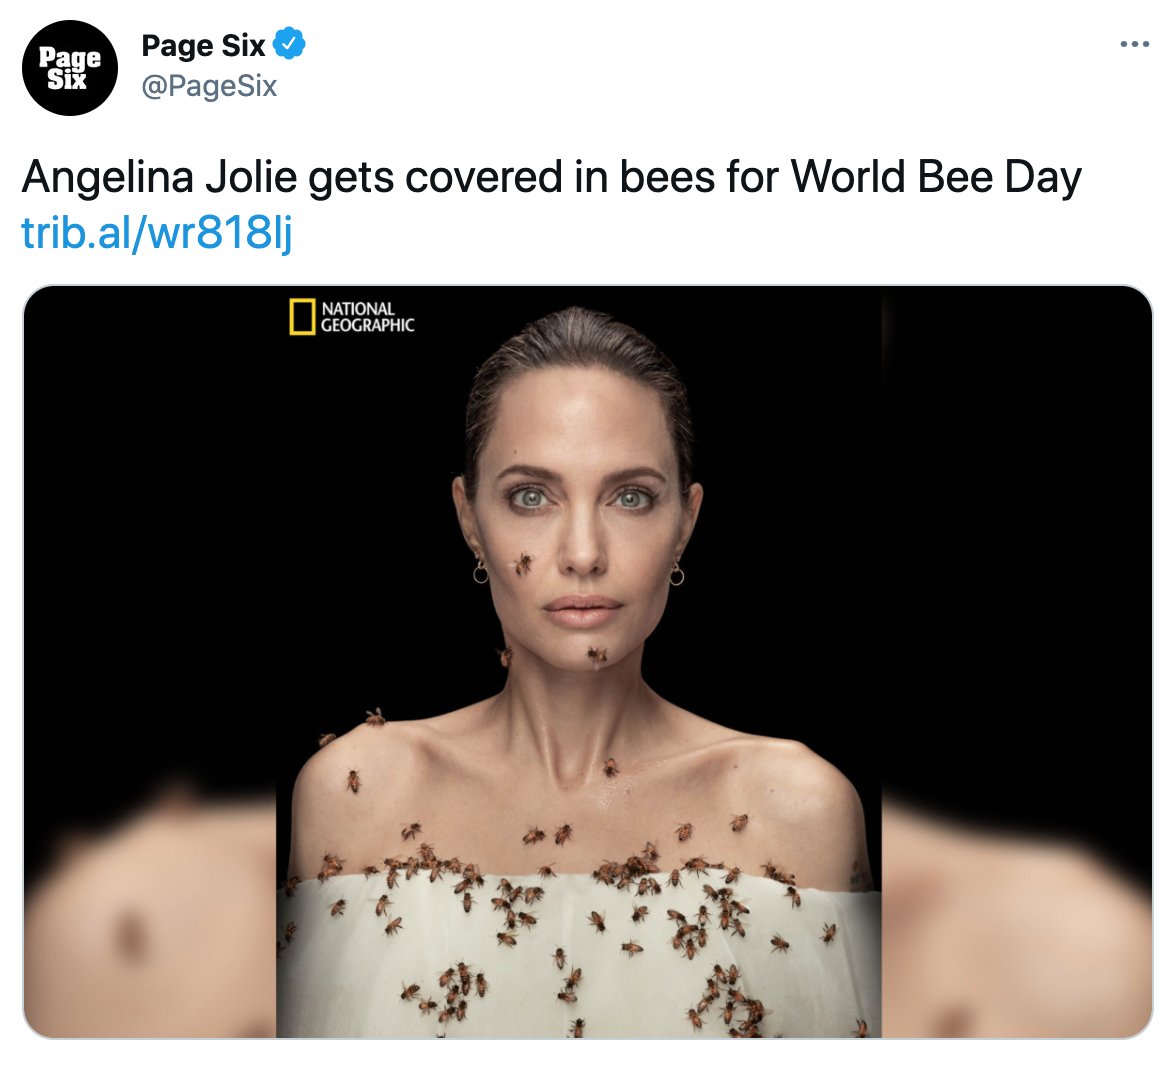 Page
Six
Page Six
@PageSix
Angelina Jolie gets covered in bees for World Bee Day
trib.al/wr818lj
NATIONAL
GEOGRAPHIC